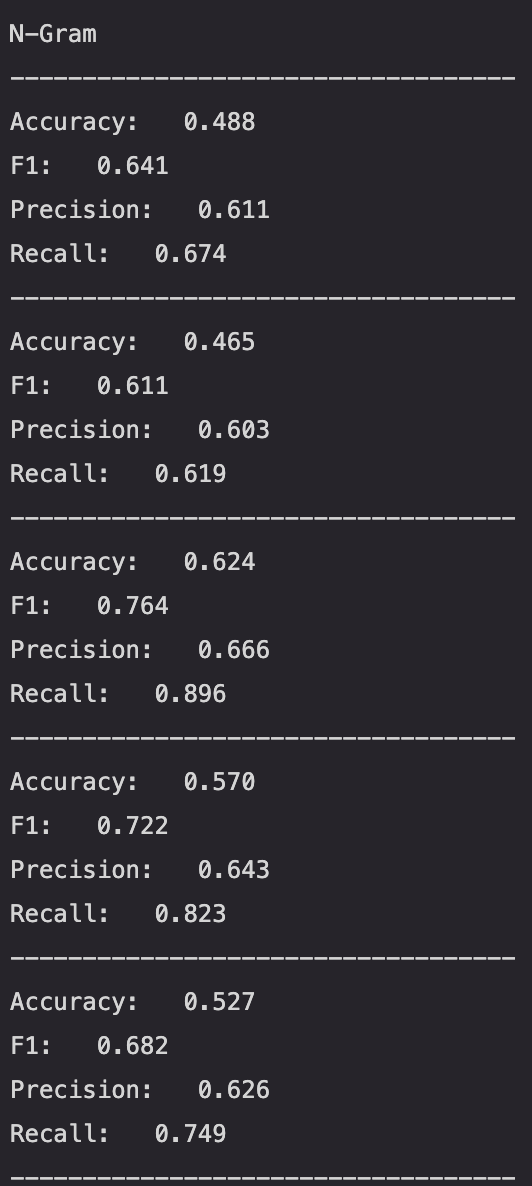 N-Gram
-----------------------------------
Accuracy:   0.488
F1:   0.641
Precision:   0.611
Recall:   0.674
-----------------------------------
Accuracy:   0.465
F1:   0.611
Precision:   0.603
Recall:   0.619
-----------------------------------
Accuracy:   0.624
F1:   0.764
Precision:   0.666
Recall:   0.896
-----------------------------------
Accuracy:   0.570
F1:   0.722
Precision:   0.643
Recall:   0.823
-----------------------------------
Accuracy:   0.527
F1:   0.682
Precision:   0.626
Recall:   0.749
-----------------------------------